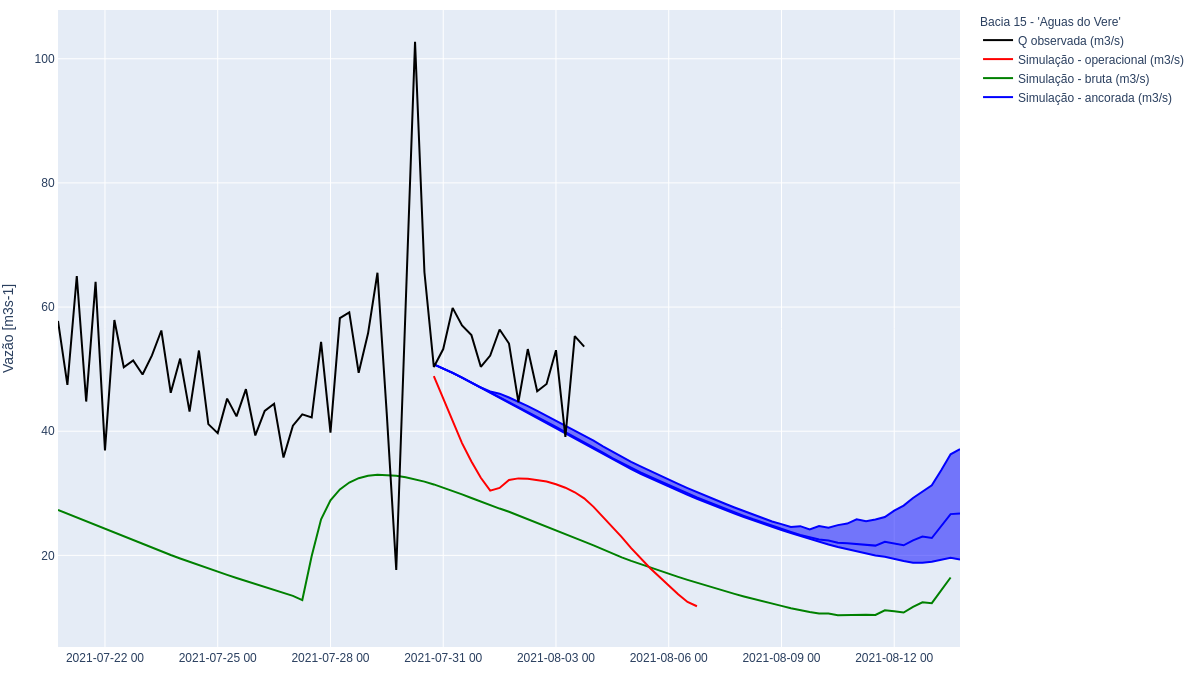 Bacia 15 - 'Aguas do Vere'
Q observada (m3/s)
Simulação - operacional (m3/s)
Simulação - bruta (m3/s)
Simulação - ancorada (m3/s)
Vazão [m3s-1]
100
80
60
40
20
2021-07-22 00
2021-07-25 00
2021-07-28 00
2021-07-31 00
2021-08-03 00
2021-08-06 00
2021-08-09 00
2021-08-12 00